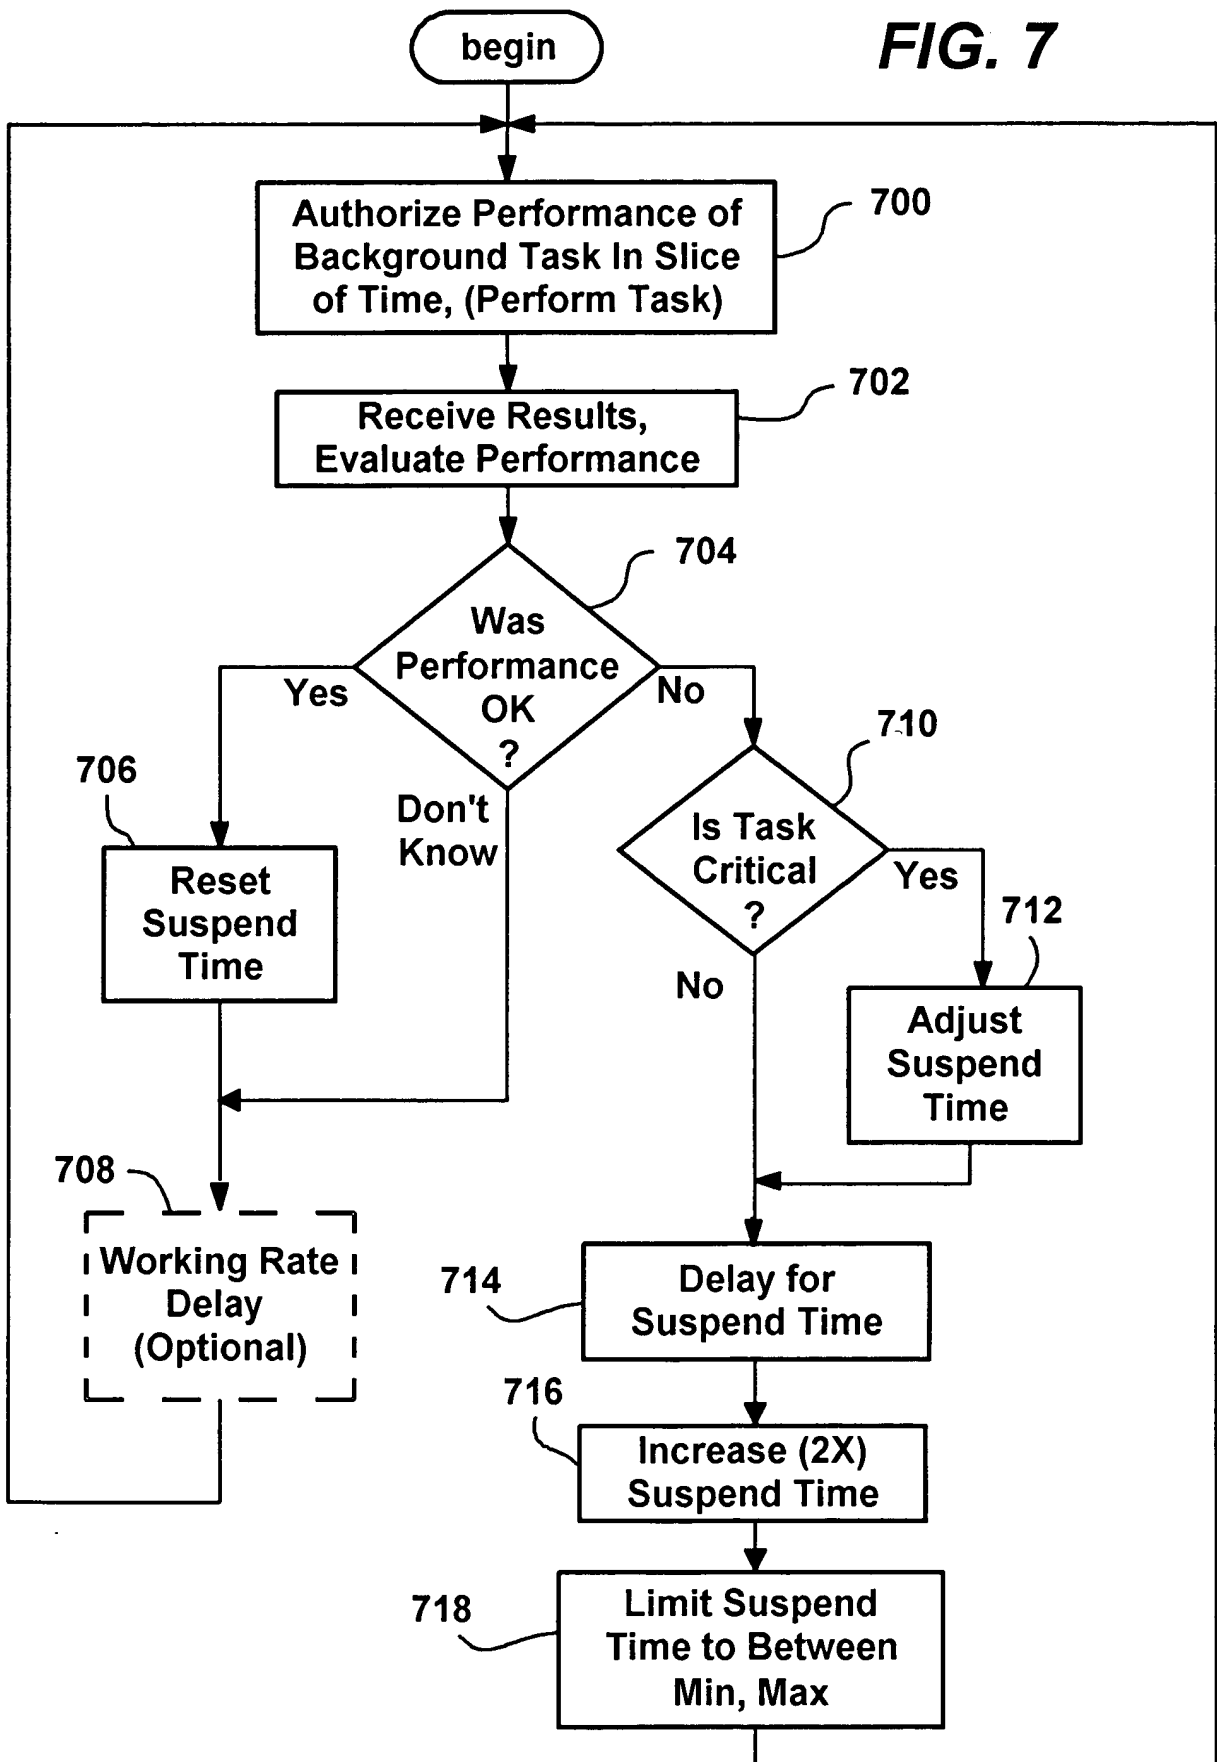 FIG. 7
begin
Authorize Performance of
Background Task In Slice
of Time, (Perform Task)
700
Receive Results,
Evaluate Performance
702
Was
Performance
OK
?
704
Yes
No
Don't
Know
706
Reset
Suspend
Time
708
Working Rate
Delay
(Optional)
710
Is Task
Critical
?
Yes
No
712
Adjust
Suspend
Time
714
Delay for
Suspend Time
716
Increase (2X)
Suspend Time
718
Limit Suspend
Time to Between
Min, Max